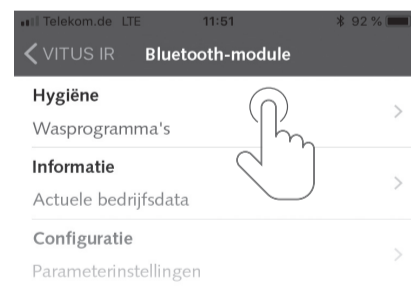 Telekom.de LTE 11:51 92 %
VITUS IR Bluetooth-module
Hygiëne
Wasprogramma's
Informatie
Actuele bedrijfsdata
Configuratie
Parameterinstellingen